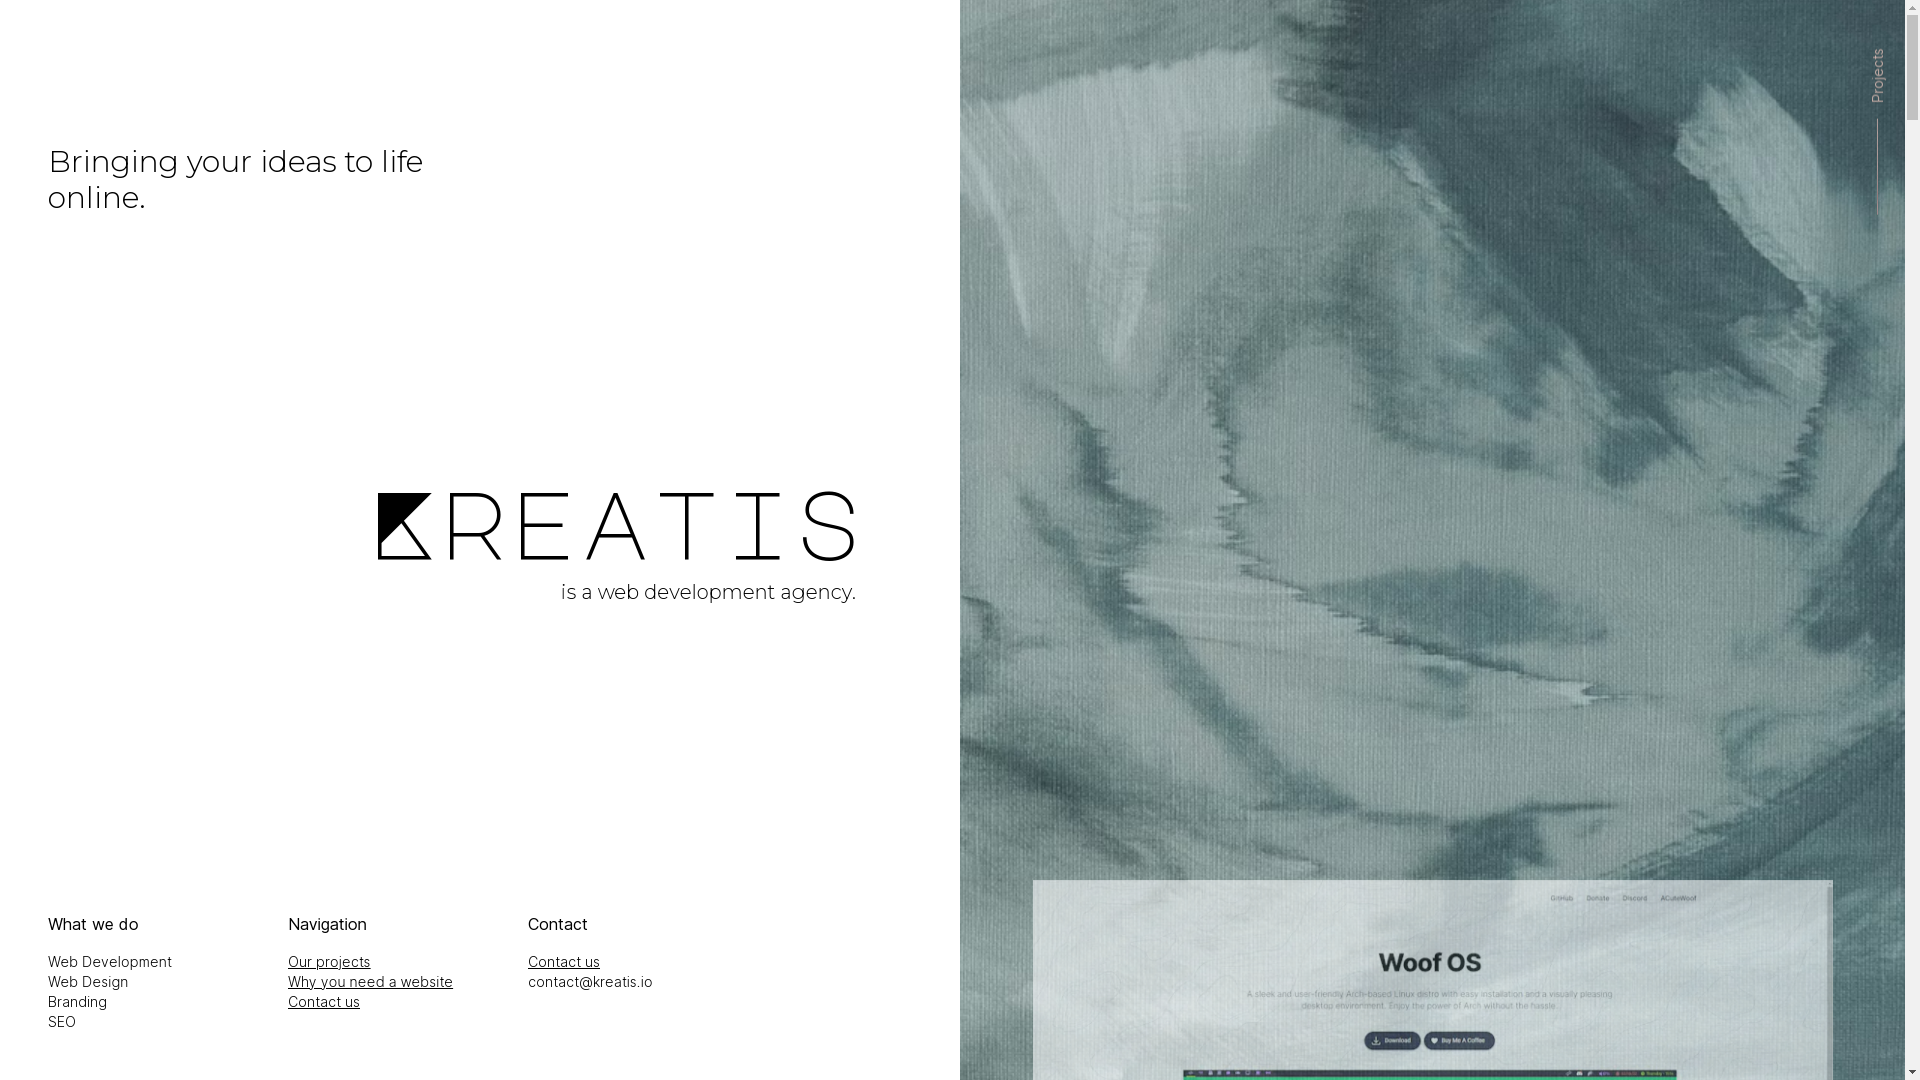 Bringing your ideas to life
online.
KREATIS
is a web development agency.
What we do
Web Development
Web Design
Branding
SEO
Navigation
Our projects
Why you need a website
Contact us
Contact
Contact us
contact@kreatis.io
Projects
GitHub Donate Discord ACuteWoof
Woof OS
A sleek and user-friendly Arch-based Linux distro with easy installation and a visually pleasing
desktop environment. Enjoy the power of Arch without the hassle.
Download Buy Me A Coffee